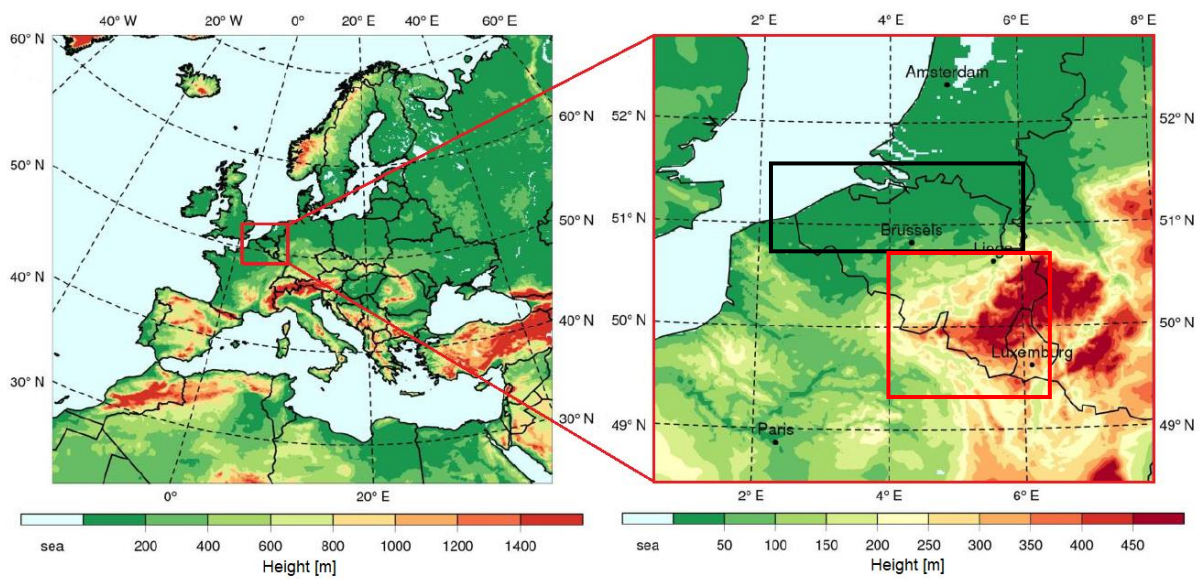 40° W 20° W 0° E 20° E 40° E 60° E
60° N
50° N
40° N
30° N
60° N
50° N
40° N
30° N
0° 20° E
sea 200 400 600 800 1000 1200 1400
Height [m]
2° E 4° E 6° E 8° E
Amsterdam
52° N 52° N
51° N 51° N
Brussels
Liege
50° N 50° N
Luxemburg
Paris
49° N 49° N
2° E 4° E 6° E
sea 50 100 150 200 250 300 350 400 450
Height [m]